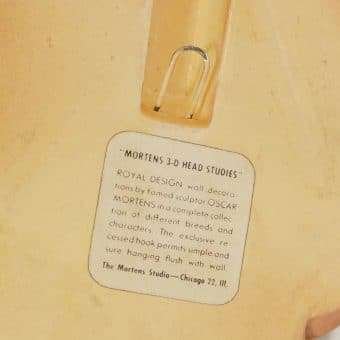 "MORTENS 3-D HEAD STUDIES"
ROYAL DESIGN wall decora-
tions by famed sculptor OSCAR
MORTENS in a complete collec-
tion of different breeds and
characters. The exclusive re-
cessed hook permits simple and
sure hanging flush with wall.
The Mortens Studio—Chicago 22, Ill.